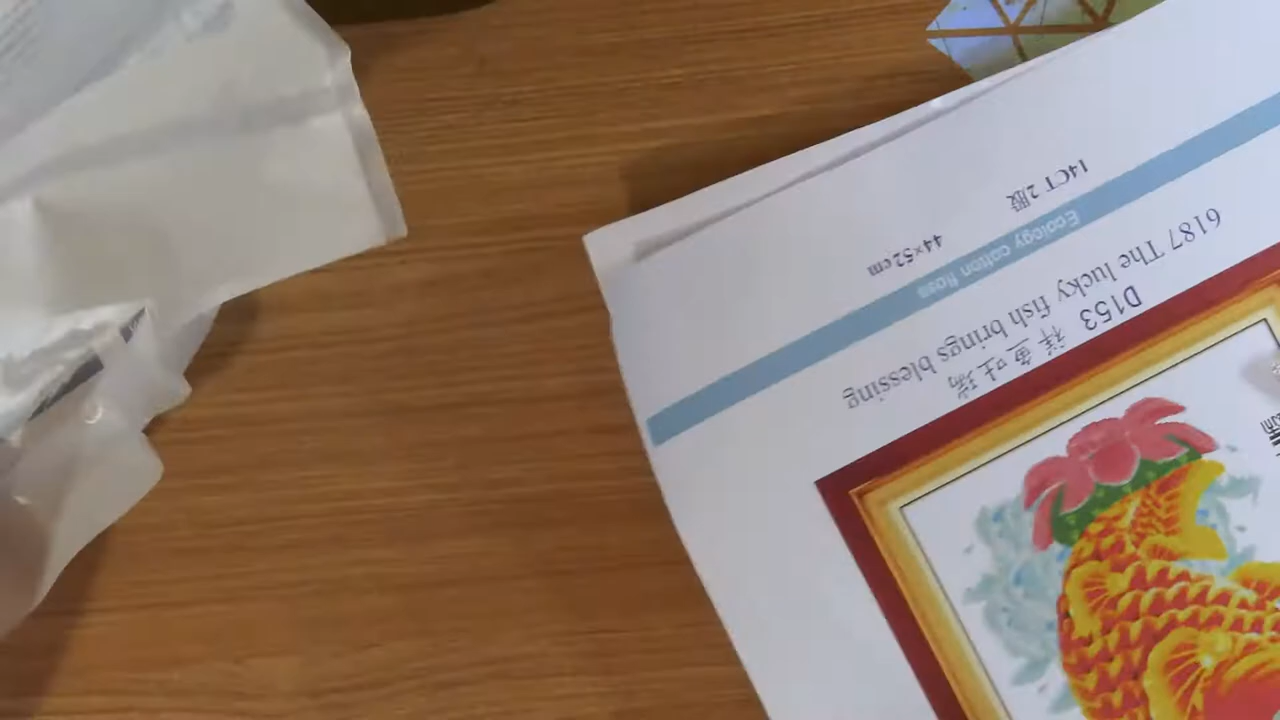 14CT 2股
44×52cm
Ecology cotton floss
6187 The lucky fish brings blessing
D153 祥鱼吐瑞